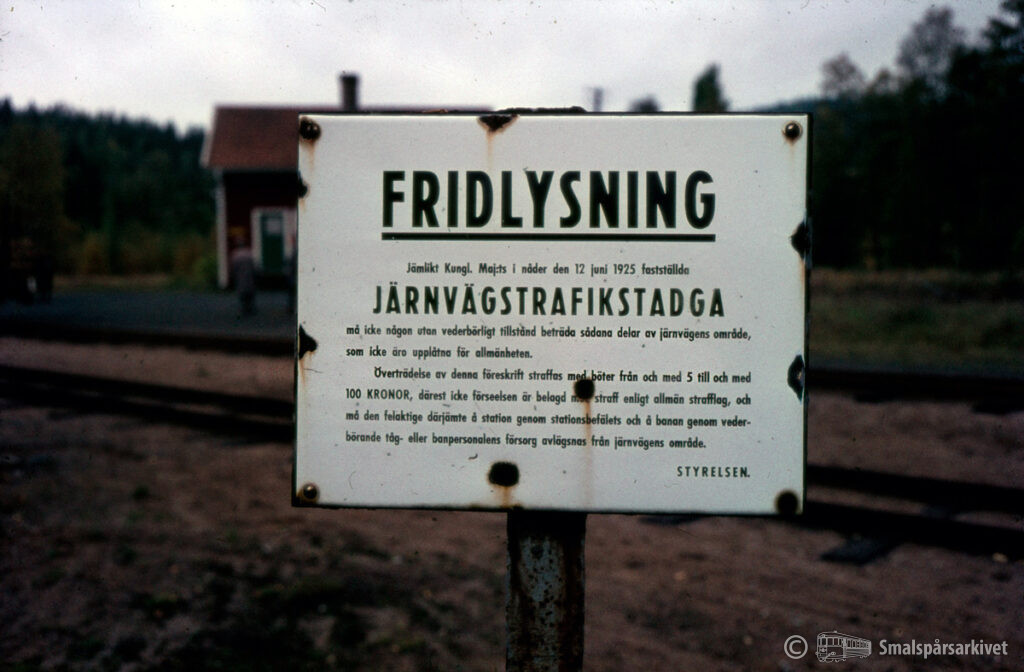 FRIDLYSNING
Jämlikt Kungl. Maj:ts i nåder den 12 juni 1925 fastställda
JÄRNVÄGSTRAFIKSTADGA
må icke någon utan vederbörligt tillstånd beträda sådana delar av järnvägens område,
som icke äro upplåtna för allmänheten.
Överträdelse av denna föreskrift straffas med böter från och med 5 till och med
100 KRONOR, därest icke förseelsen är belagd straff enligt allmän strafflag, och
må den felaktige därjämte å station genom stationsbefälets och å banan genom veder-
börande tåg- eller banpersonalens försorg avlägsnas från järnvägens område.
STYRELSEN.
© Smalspårsarkivet